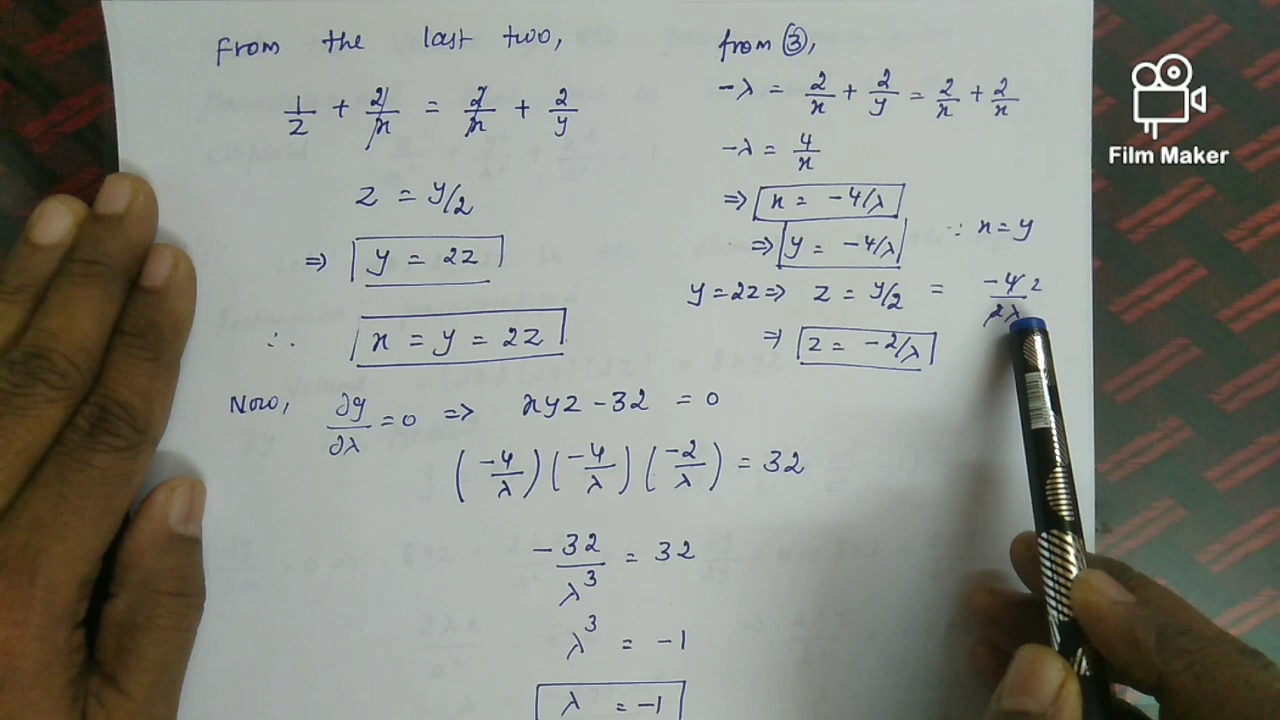 From the last two,
1/z + 2/x = 2/x + 2/y
z = y/2
⇒ y = 2z
∴ x = y = 2z
from ③,
-λ = 2/x + 2/y = 2/x + 2/x
-λ = 4/x
⇒ x = -4/λ
⇒ y = -4/λ ∵ x = y
y = 2z ⇒ z = y/2 = -4/2λ 2
⇒ z = -2/λ
Now, ∂g/∂λ = 0 ⇒ xyz - 32 = 0
(-4/λ)(-4/λ)(-2/λ) = 32
-32/λ³ = 32
λ³ = -1
λ = -1
Film Maker